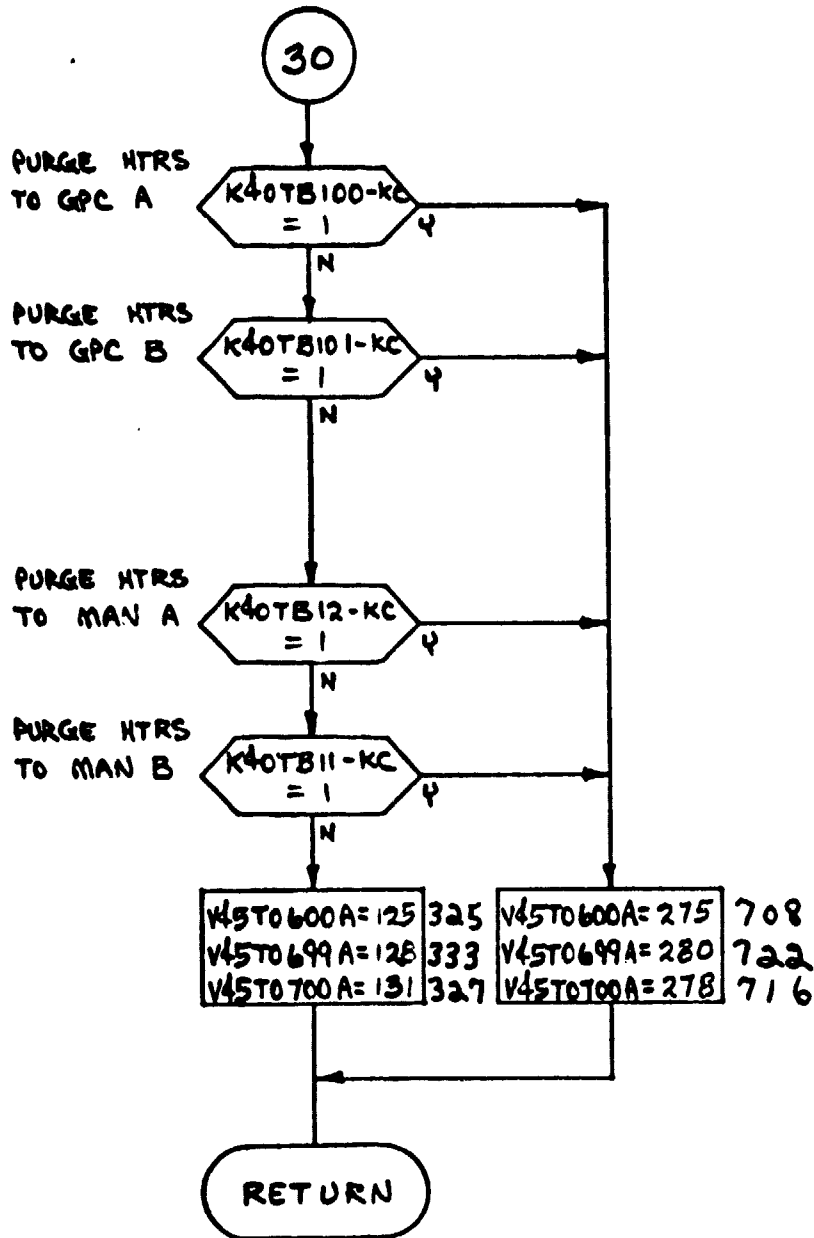 30
PURGE HTRS
TO GPC A
K40TB100-KC
= 1
Y
N
PURGE HTRS
TO GPC B
K40TB101-KC
= 1
Y
N
PURGE HTRS
TO MAN A
K40TB12-KC
= 1
Y
N
PURGE HTRS
TO MAN B
K40TB11-KC
= 1
Y
N
V45T0600A=125 325
V45T0699A=128 333
V45T0700A=131 327
V45T0600A=275 708
V45T0699A=280 722
V45T0700A=278 716
RETURN